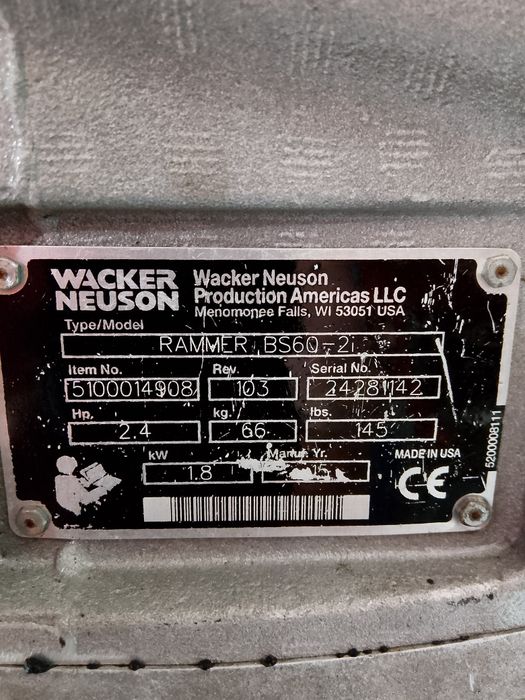 WACKER
NEUSON
Wacker Neuson
Production Americas LLC
Menomonee Falls, WI 53051 USA
Type/Model
RAMMER BS60-2i
Item No. Rev. Serial No.
5100014908 103 24281142
Hp. kg. lbs.
2.4 66 145
kW Manuf. Yr. MADE IN USA
1.8 15
CE
5200008111